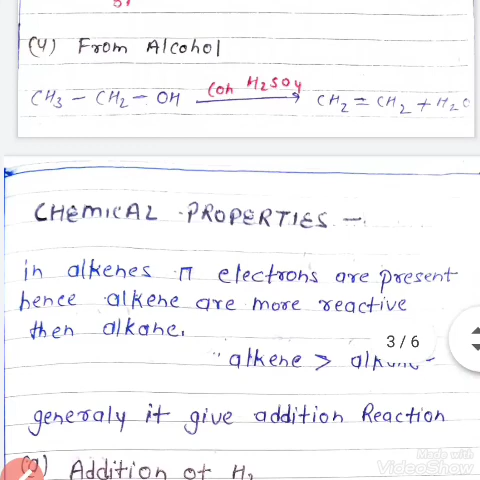 (4) From Alcohol
CH3 - CH2 - OH Con H2SO4 → CH2 = CH2 + H2O
CHEMICAL PROPERTIES -
in alkenes π electrons are present
hence alkene are more reactive
then alkane.
3/6
alkene >
generaly it give addition Reaction
(a) Addition of H2
Made with
VideoShow